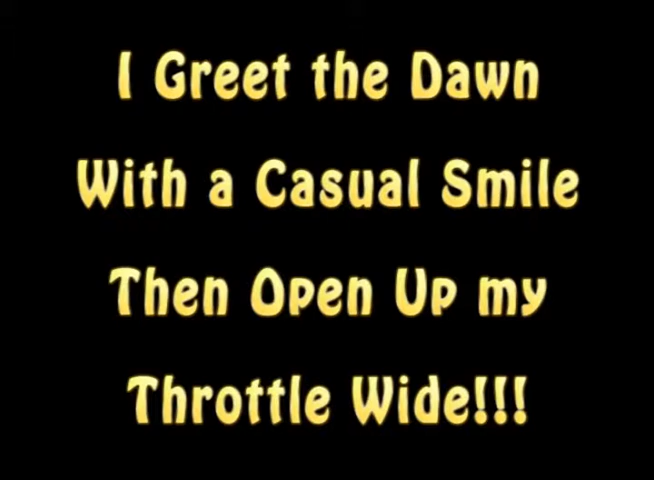 I Greet the Dawn
With a Casual Smile
Then Open Up my
Throttle Wide!!!